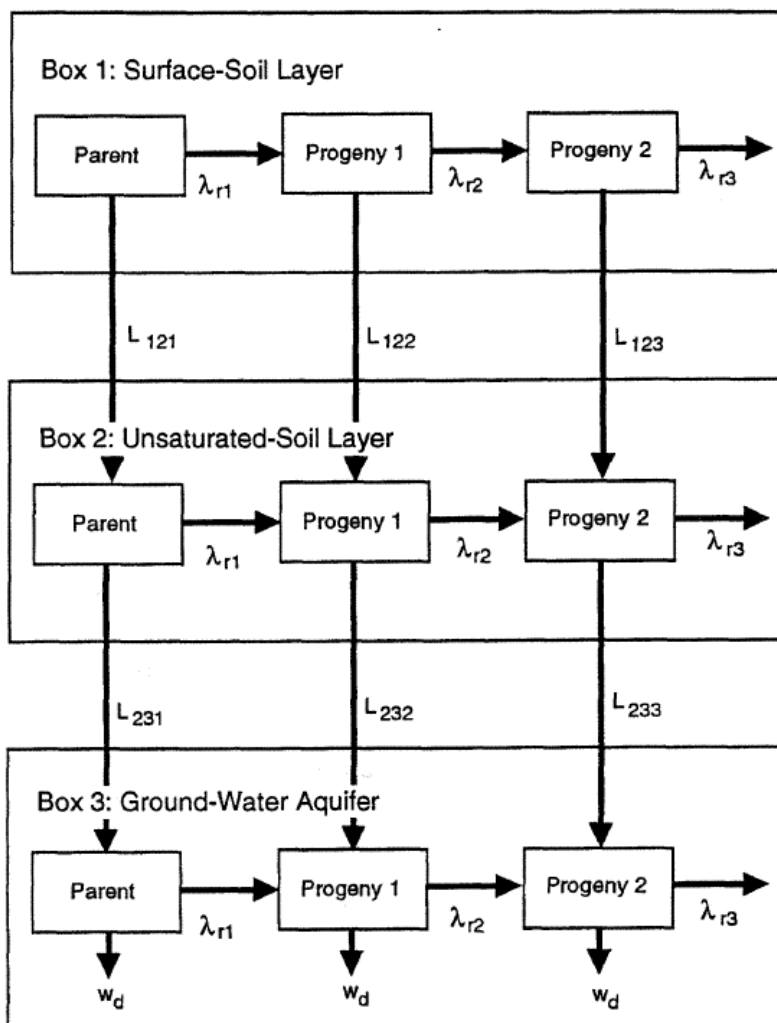 Box 1: Surface-Soil Layer
Parent
Progeny 1
Progeny 2
λr1
λr2
λr3
L121
L122
L123
Box 2: Unsaturated-Soil Layer
Parent
Progeny 1
Progeny 2
λr1
λr2
λr3
L231
L232
L233
Box 3: Ground-Water Aquifer
Parent
Progeny 1
Progeny 2
λr1
λr2
λr3
wd
wd
wd